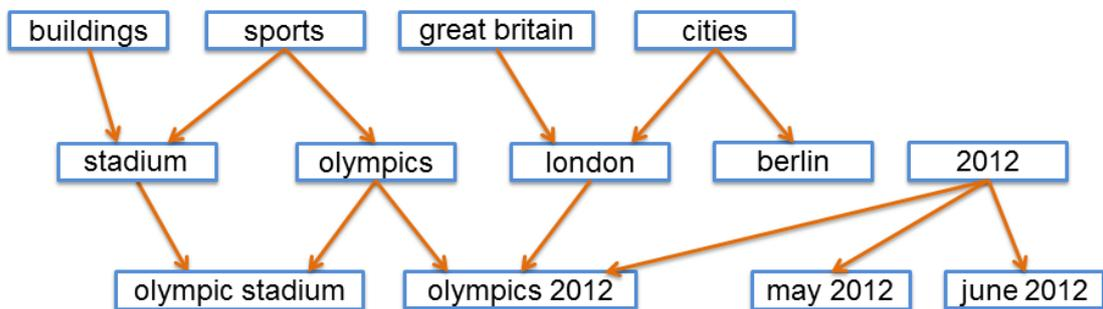 buildings
sports
great britain
cities
stadium
olympics
london
berlin
2012
olympic stadium
olympics 2012
may 2012
june 2012